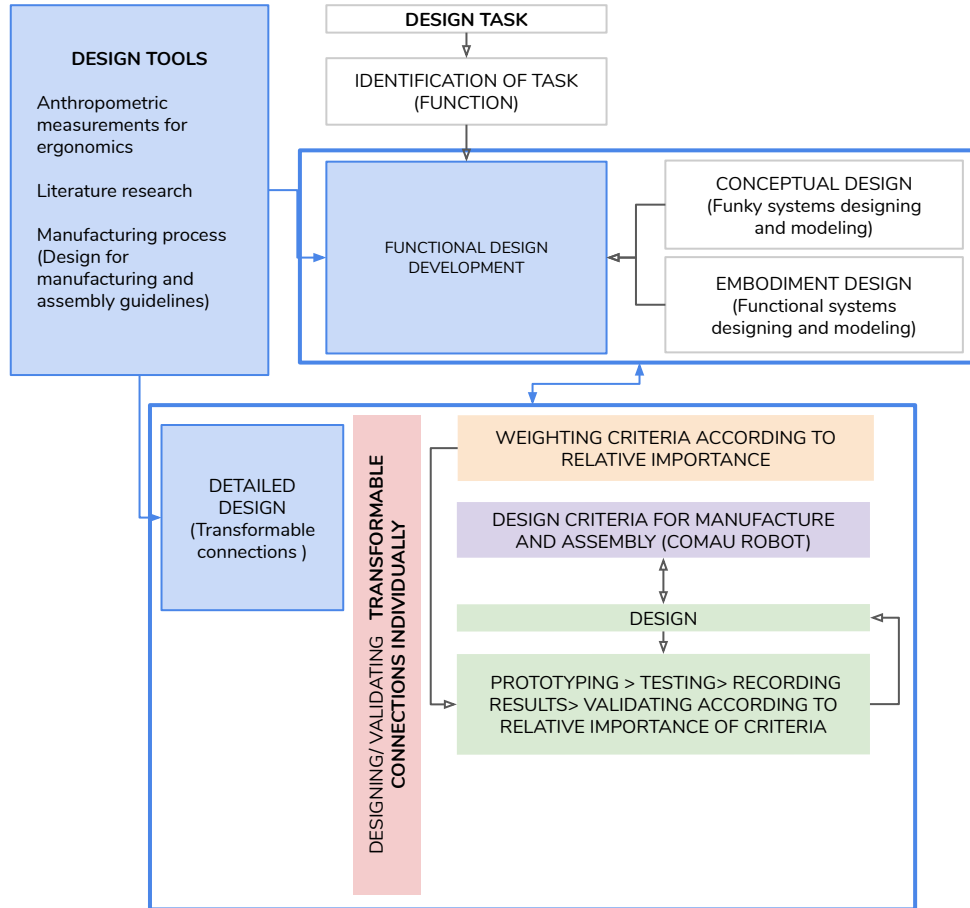 DESIGN TASK
IDENTIFICATION OF TASK
(FUNCTION)
DESIGN TOOLS
Anthropometric
measurements for
ergonomics
Literature research
Manufacturing process
(Design for
manufacturing and
assembly guidelines)
FUNCTIONAL DESIGN
DEVELOPMENT
CONCEPTUAL DESIGN
(Funky systems designing
and modeling)
EMBODIMENT DESIGN
(Functional systems
designing and modeling)
DETAILED
DESIGN
(Transformable
connections )
DESIGNING/ VALIDATING TRANSFORMABLE
CONNECTIONS INDIVIDUALLY
WEIGHTING CRITERIA ACCORDING TO
RELATIVE IMPORTANCE
DESIGN CRITERIA FOR MANUFACTURE
AND ASSEMBLY (COMAU ROBOT)
DESIGN
PROTOTYPING > TESTING> RECORDING
RESULTS> VALIDATING ACCORDING TO
RELATIVE IMPORTANCE OF CRITERIA